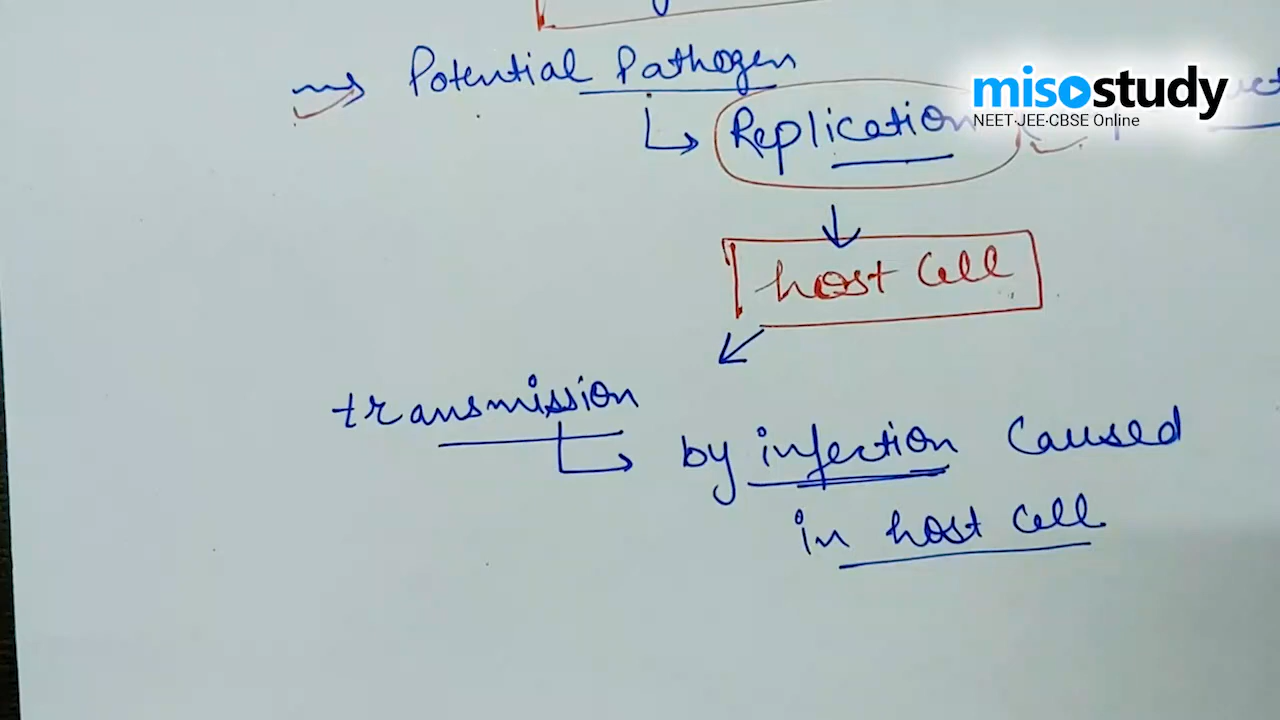 Potential Pathogen
misostudy
NEET·JEE·CBSE Online
Replication
host Cell
transmission
by infection Caused
in host Cell